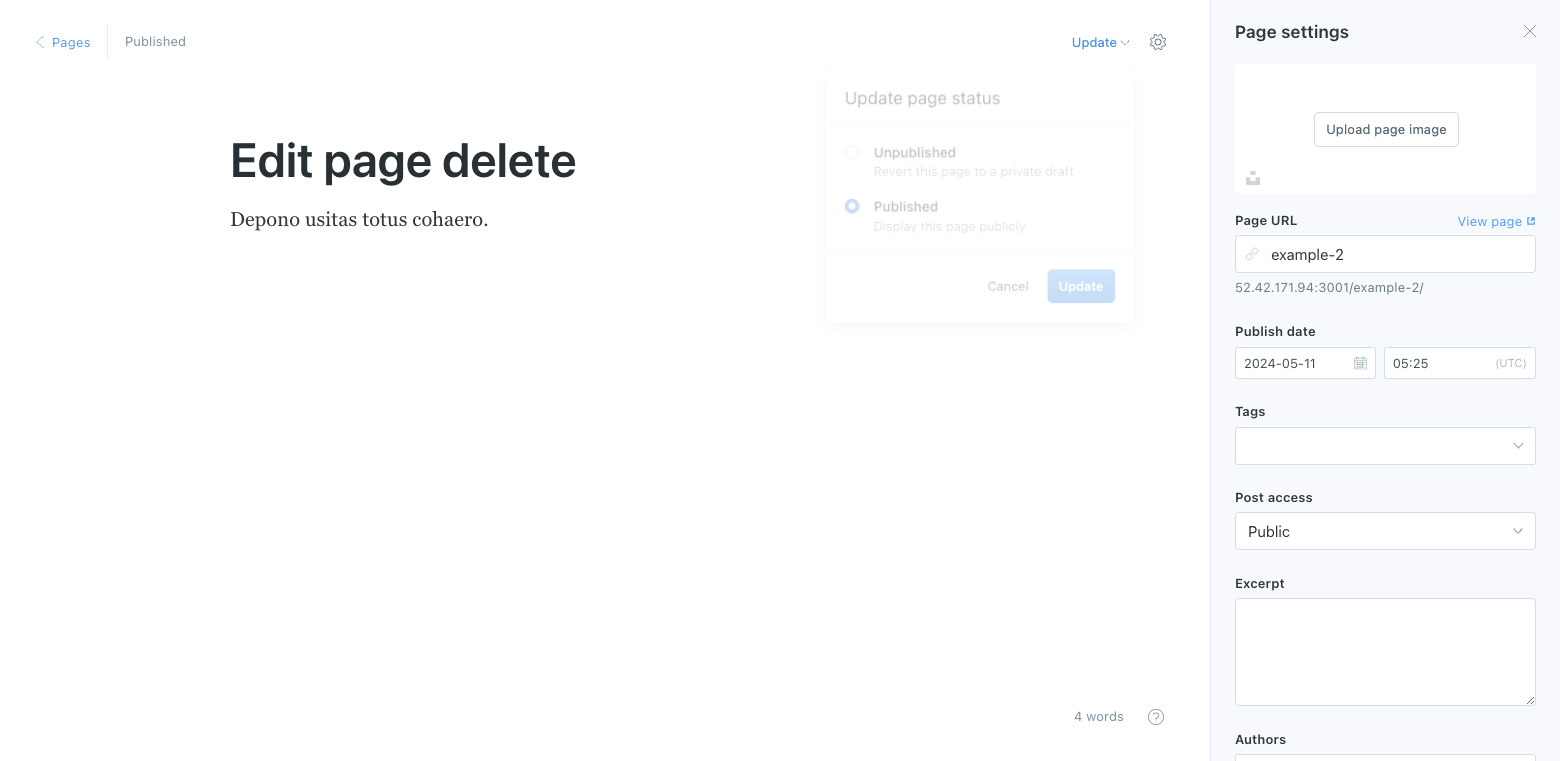 Pages
Published
Update
Update page status
Unpublished
Revert this page to a private draft
Published
Display this page publicly
Cancel
Update
Edit page delete
Depono usitas totus cohaero.
4 words
?
Page settings
Upload page image
Page URL
View page
example-2
52.42.171.94:3001/example-2/
Publish date
2024-05-11
05:25
(UTC)
Tags
Post access
Public
Excerpt
Authors